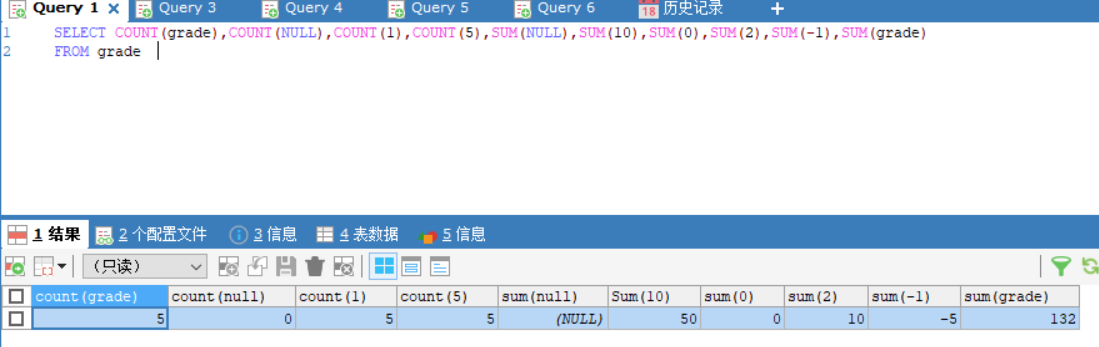 Query 1 Query 3 Query 4 Query 5 Query 6 18 历史记录
1 SELECT COUNT(grade),COUNT(NULL),COUNT(1),COUNT(5),SUM(NULL),SUM(10),SUM(0),SUM(2),SUM(-1),SUM(grade)
2 FROM grade
1 结果 2 个配置文件 3 信息 4 表数据 5 信息
（只读）
count(grade) count(null) count(1) count(5) sum(null) Sum(10) sum(0) sum(2) sum(-1) sum(grade)
5 0 5 5 (NULL) 50 0 10 -5 132